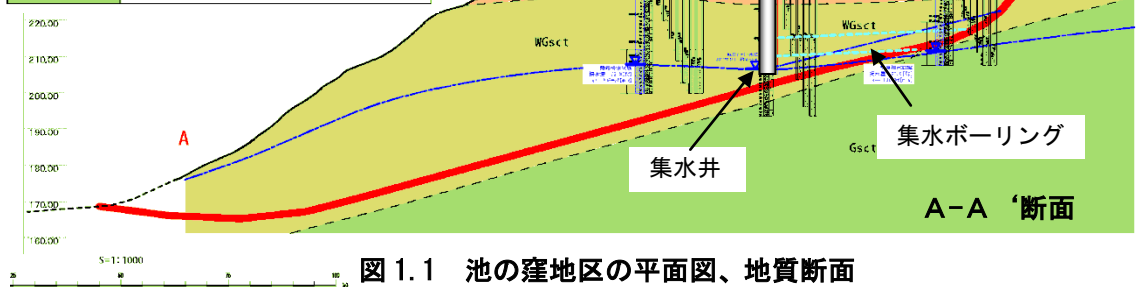 220.00
210.00
200.00
190.00
180.00
170.00
160.00
WGsct
WGsct
A
集水井
集水ボーリング
Gsct
A-A ‘断面
S=1:1000
図1.1 池の窪地区の平面図、地質断面